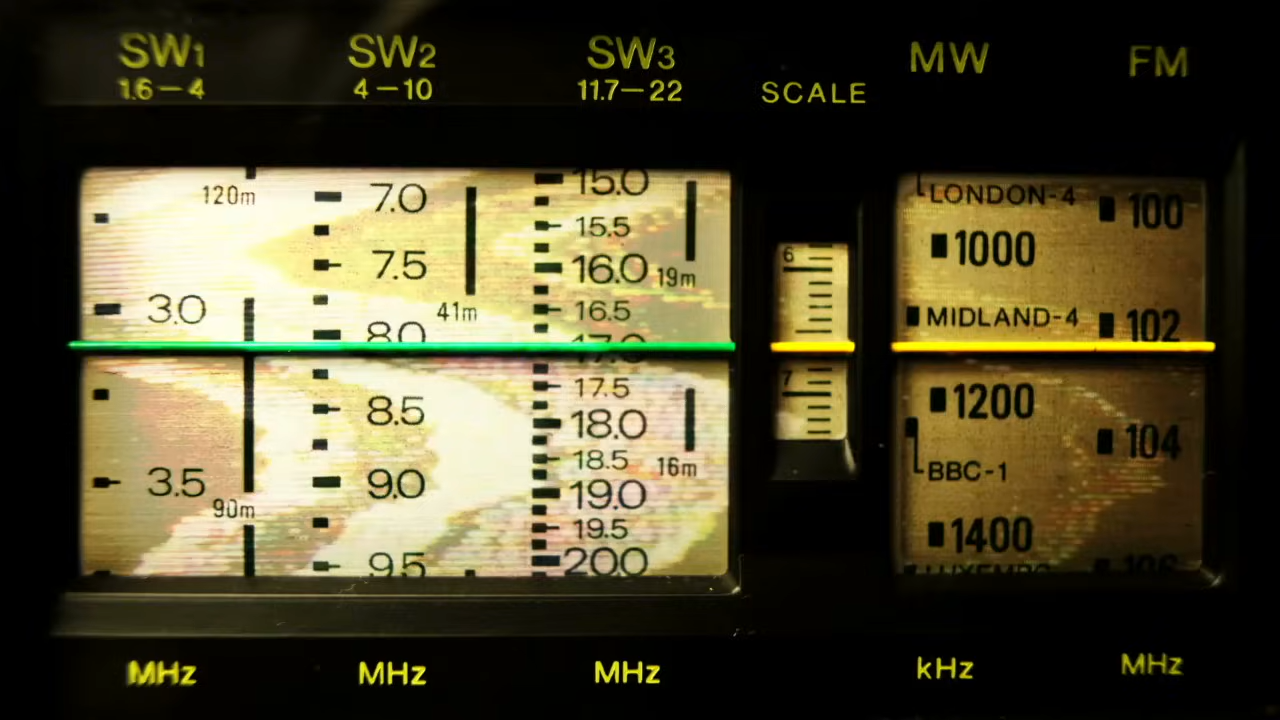 SW1 SW2 SW3 MW FM
1.6—4 4—10 11.7—22 SCALE
120m 7.0 15.0 LONDON-4 100
7.5 15.5 6 1000
3.0 41m 16.0 19m MIDLAND-4 102
8.0 16.5
17.0
8.5 17.5 7 1200
3.5 18.0 104
90m 9.0 18.5 16m BBC-1
19.0
19.5 1400
9.5 20.0 LUXEMBG 106
MHz MHz MHz kHz MHz